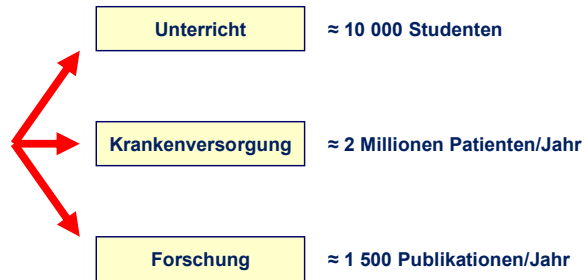 Unterricht ≈ 10 000 Studenten
Krankenversorgung ≈ 2 Millionen Patienten/Jahr
Forschung ≈ 1 500 Publikationen/Jahr